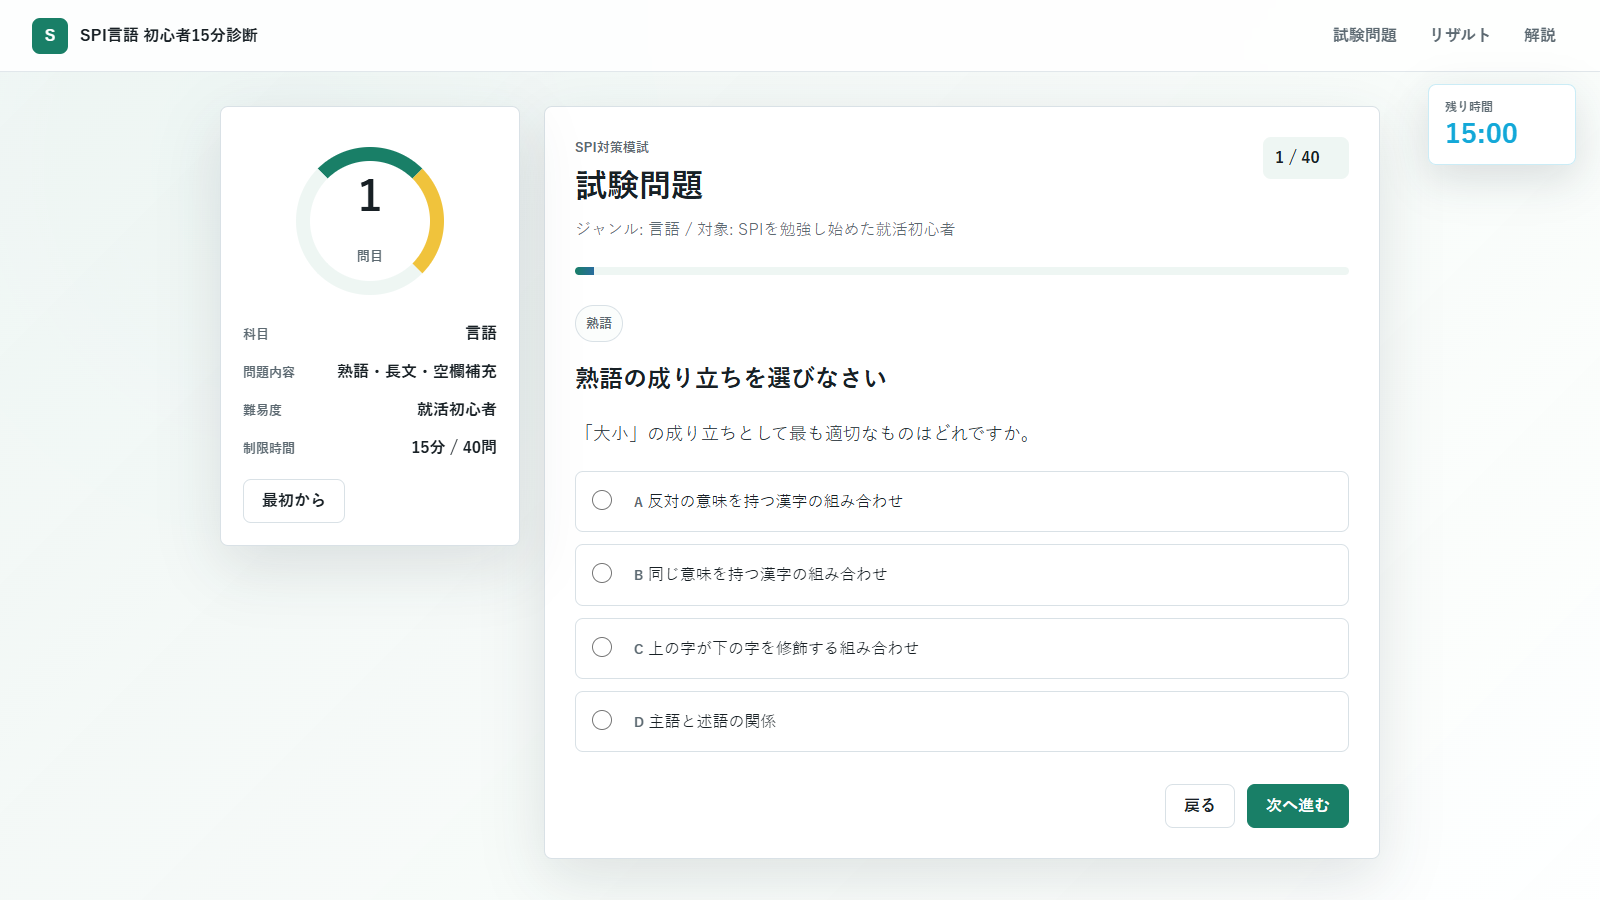 S SPI言語 初心者15分診断
試験問題 リザルト 解説
残り時間
15:00
1
問目
科目 言語
問題内容 熟語・長文・空欄補充
難易度 就活初心者
制限時間 15分 / 40問
最初から
SPI対策模試
試験問題
1 / 40
ジャンル: 言語 / 対象: SPIを勉強し始めた就活初心者
熟語
熟語の成り立ちを選びなさい
「大小」の成り立ちとして最も適切なものはどれですか。
A 反対の意味を持つ漢字の組み合わせ
B 同じ意味を持つ漢字の組み合わせ
C 上の字が下の字を修飾する組み合わせ
D 主語と述語の関係
戻る 次へ進む